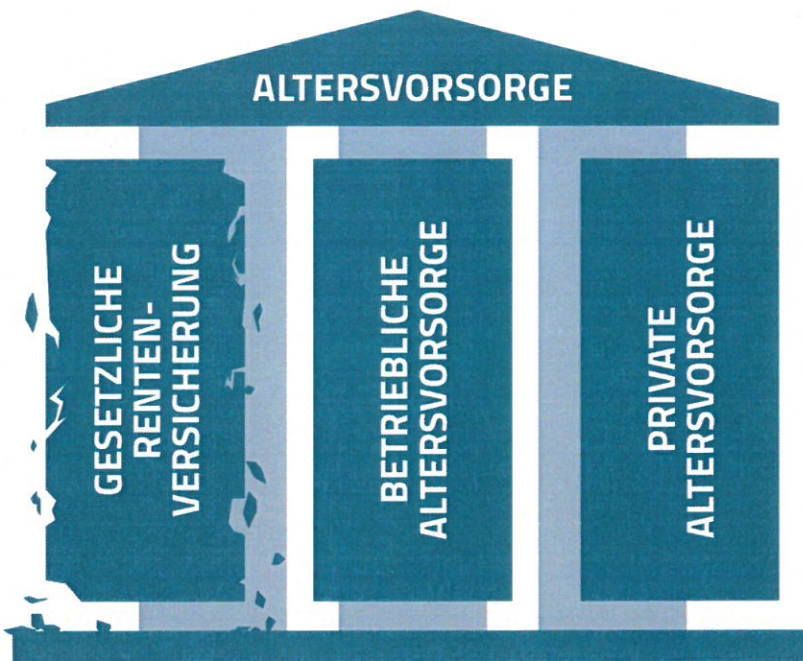 ALTERSVORSORGE
GESETZLICHE
RENTEN-
VERSICHERUNG
BETRIEBLICHE
ALTERSVORSORGE
PRIVATE
ALTERSVORSORGE